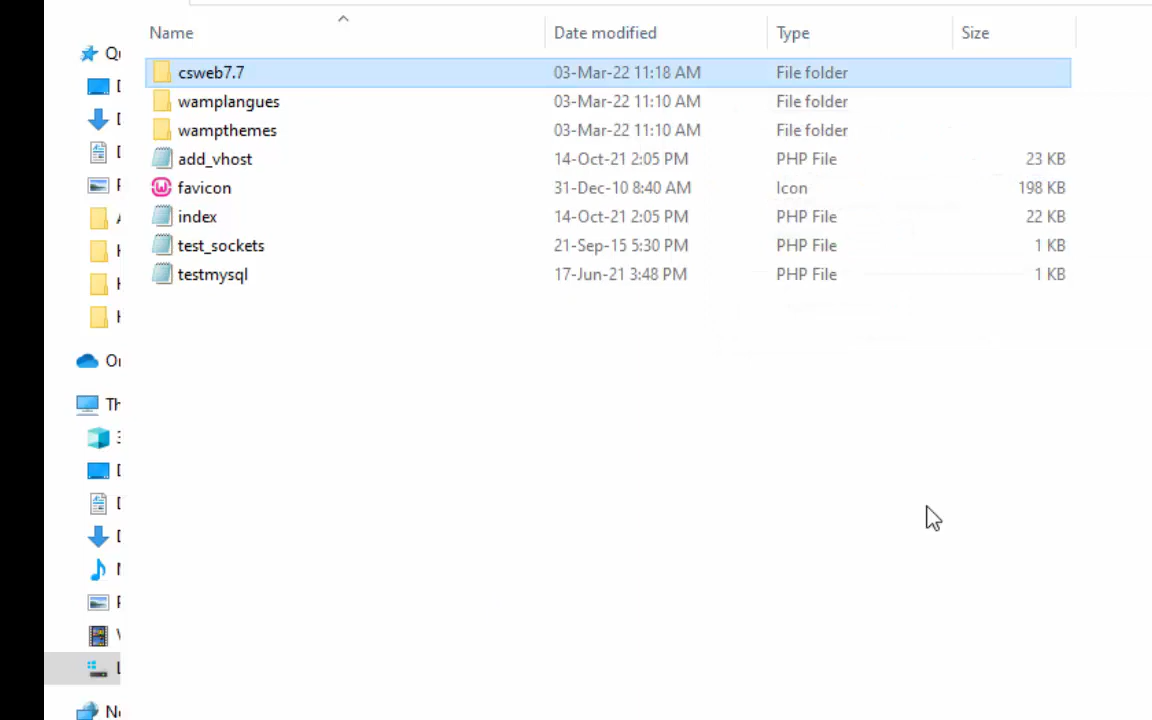 Name Date modified Type Size
csweb7.7 03-Mar-22 11:18 AM File folder
wamplangues 03-Mar-22 11:10 AM File folder
wampthemes 03-Mar-22 11:10 AM File folder
add_vhost 14-Oct-21 2:05 PM PHP File 23 KB
favicon 31-Dec-10 8:40 AM Icon 198 KB
index 14-Oct-21 2:05 PM PHP File 22 KB
test_sockets 21-Sep-15 5:30 PM PHP File 1 KB
testmysql 17-Jun-21 3:48 PM PHP File 1 KB